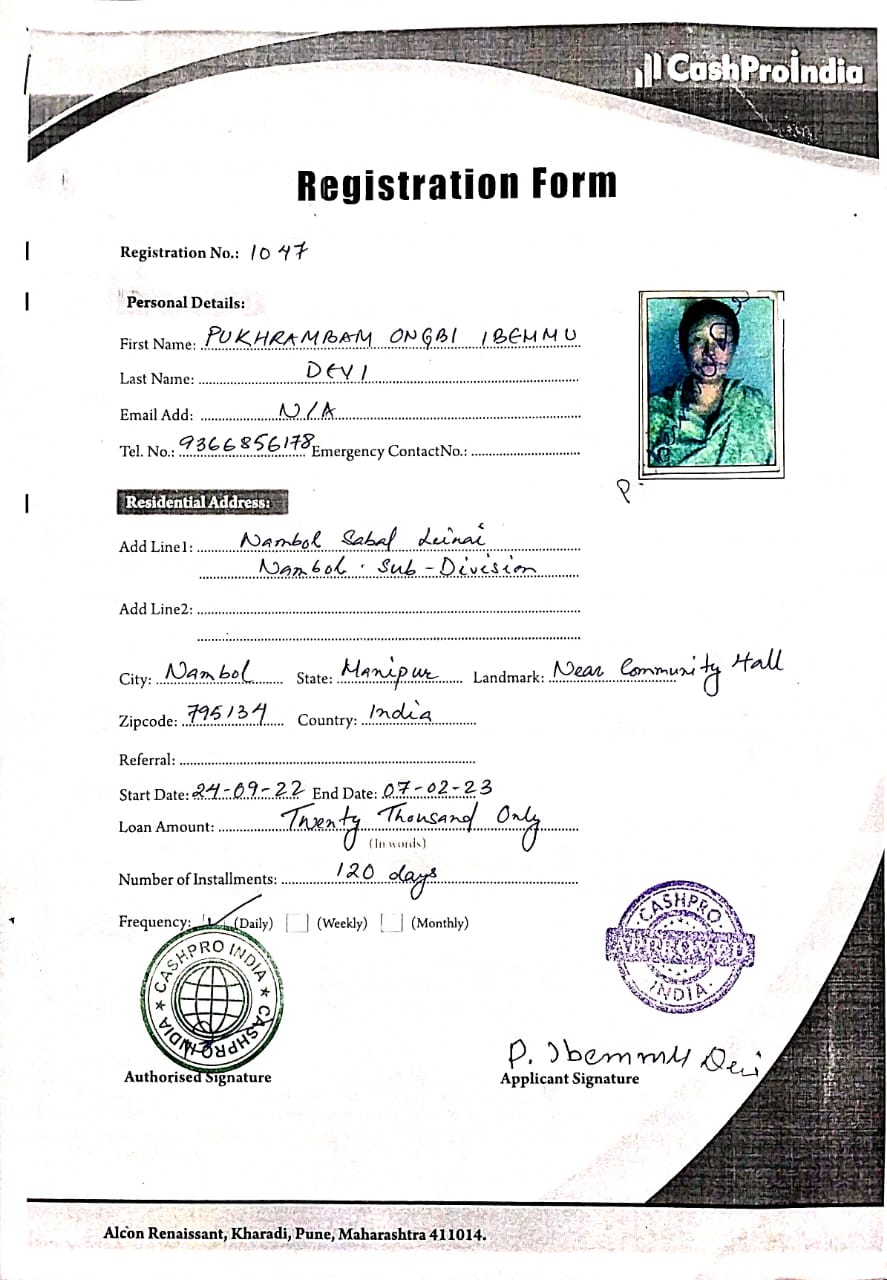 CashProIndia
Registration Form
Registration No.: 1047
Personal Details:
First Name: PUKHRAMBAM ONGBI IBEMMU
Last Name: DEVI
Email Add: N/A
Tel. No.: 9366856178 Emergency ContactNo.:
P.
Residential Address:
Add Line1: Nambol Sabal Leinai
Nambol . Sub-Division
Add Line2:
City: Nambol State: Manipur Landmark: Near Community Hall
Zipcode: 795134 Country: India
Referral:
Start Date: 24-09-22 End Date: 07-02-23
Loan Amount: Twenty Thousand Only
(In words)
Number of Installments: 120 days
Frequency: (Daily) (Weekly) (Monthly)
CASHPRO INDIA ★ CASHPRO INDIA ★
CASHPRO
APPROVED
INDIA
P. Ibemmu Devi
Authorised Signature Applicant Signature
Alcon Renaissant, Kharadi, Pune, Maharashtra 411014.